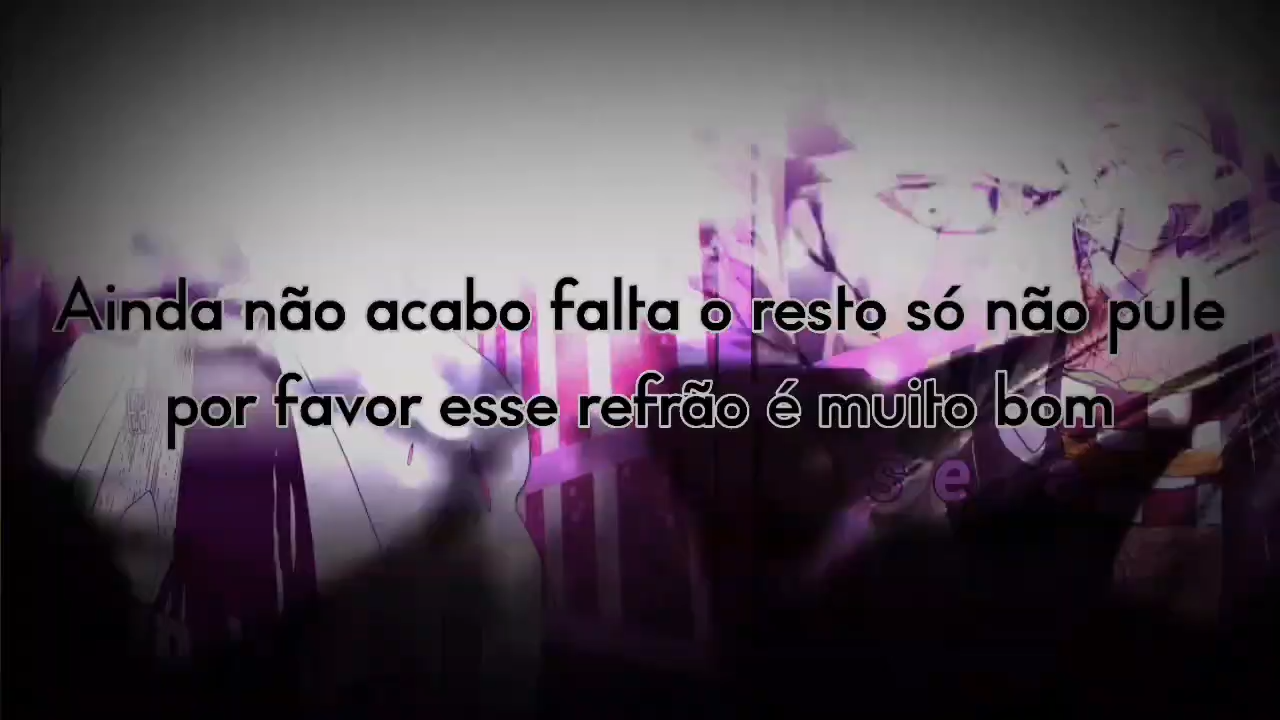 Ainda não acabo falta o resto só não pule
por favor esse refrão é muito bom